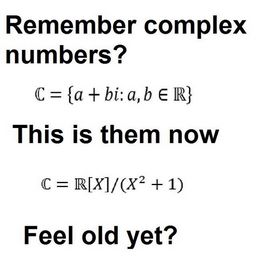 Remember complex
numbers?
ℂ = {a + bi: a, b ∈ ℝ}
This is them now
ℂ = ℝ[X]/(X² + 1)
Feel old yet?